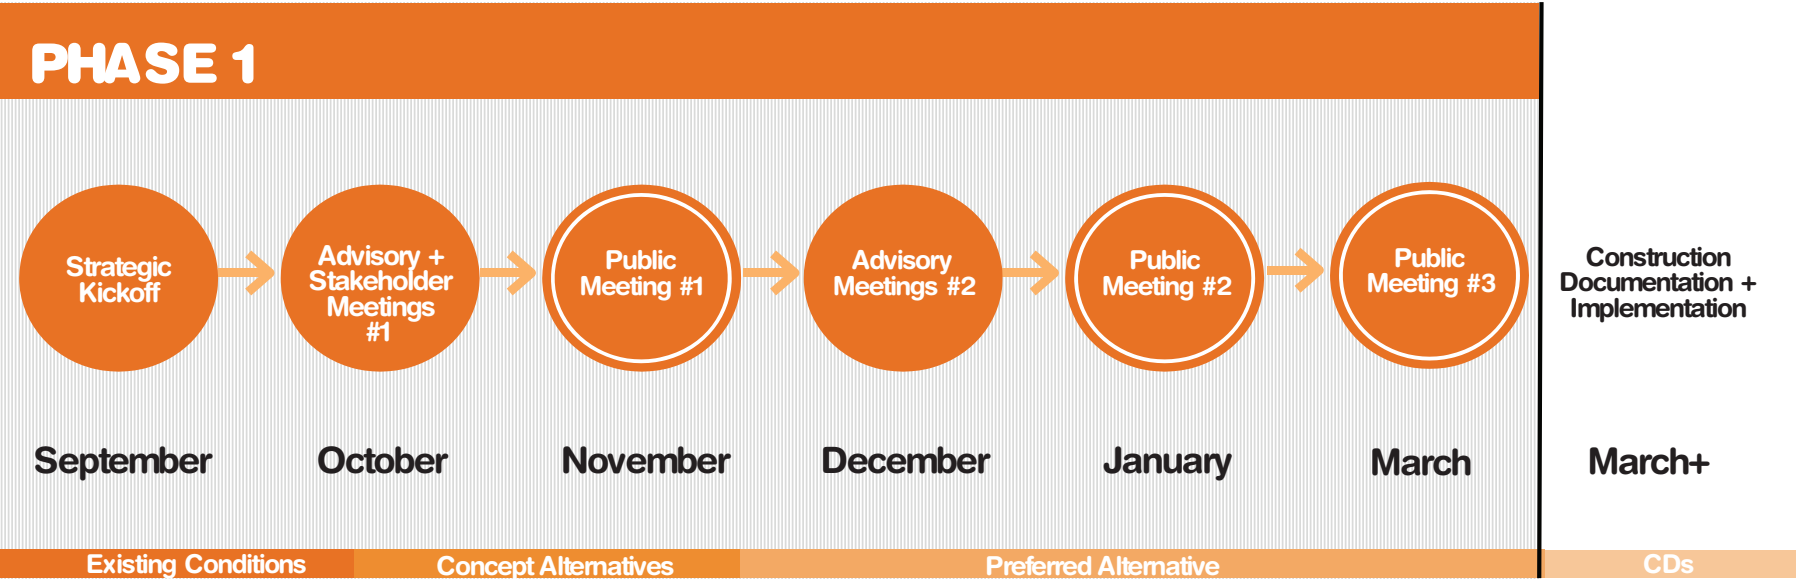 PHASE 1
Strategic
Kickoff
Advisory +
Stakeholder
Meetings
#1
Public
Meeting #1
Advisory
Meetings #2
Public
Meeting #2
Public
Meeting #3
Construction
Documentation +
Implementation
September
October
November
December
January
March
March+
Existing Conditions
Concept Alternatives
Preferred Alternative
CDs